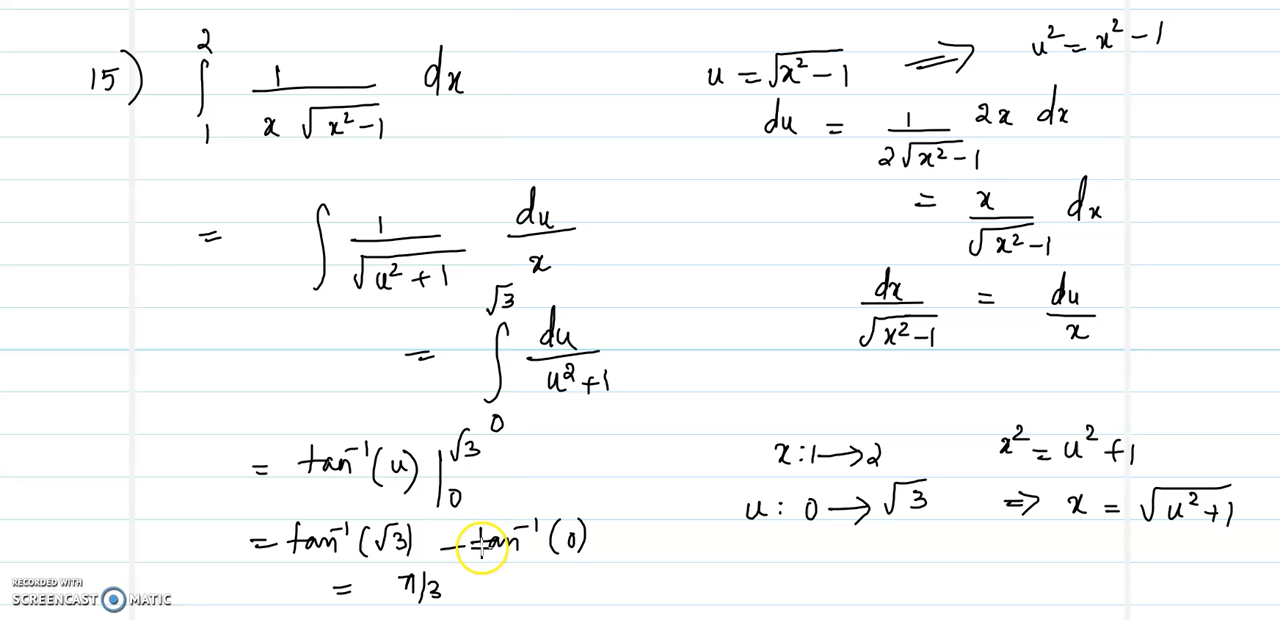 15) ∫₁² 1/(x √(x²-1)) dx
u = √(x²-1) ⟹ u² = x²-1
du = 1/(2√(x²-1)) 2x dx
= x/√(x²-1) dx
dx/√(x²-1) = du/x
= ∫ 1/√(u²+1) du/x
= ∫₀^√3 du/(u²+1)
= tan⁻¹(u) |₀^√3
= tan⁻¹(√3) - tan⁻¹(0)
= π/3
x : 1 → 2
u : 0 → √3
x² = u²+1
⇒ x = √(u²+1)
RECORDED WITH
SCREENCAST MATIC